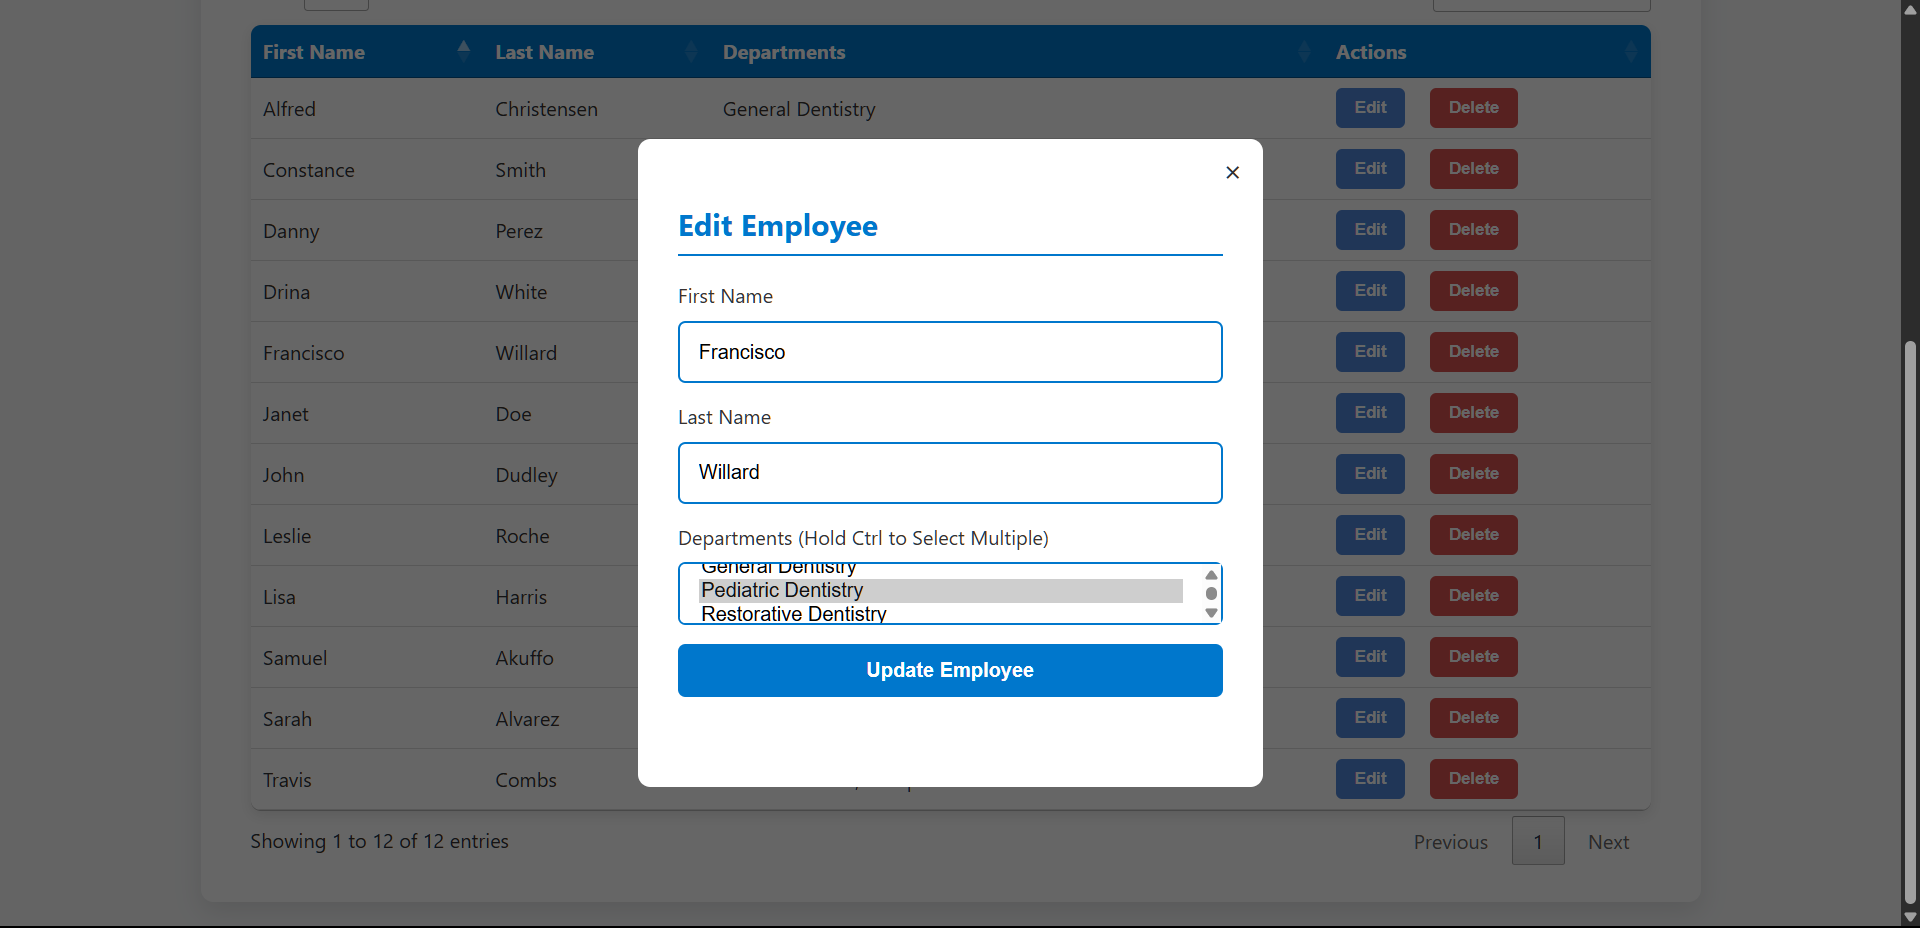 First Name Last Name Departments Actions
Alfred Christensen General Dentistry Edit Delete
Constance Smith Edit Delete
Danny Perez Edit Delete
Drina White Edit Delete
Francisco Willard Edit Delete
Janet Doe Edit Delete
John Dudley Edit Delete
Leslie Roche Edit Delete
Lisa Harris Edit Delete
Samuel Akuffo Edit Delete
Sarah Alvarez Edit Delete
Travis Combs Edit Delete
Showing 1 to 12 of 12 entries
Previous 1 Next
×
Edit Employee
First Name
Francisco
Last Name
Willard
Departments (Hold Ctrl to Select Multiple)
General Dentistry
Pediatric Dentistry
Restorative Dentistry
Update Employee